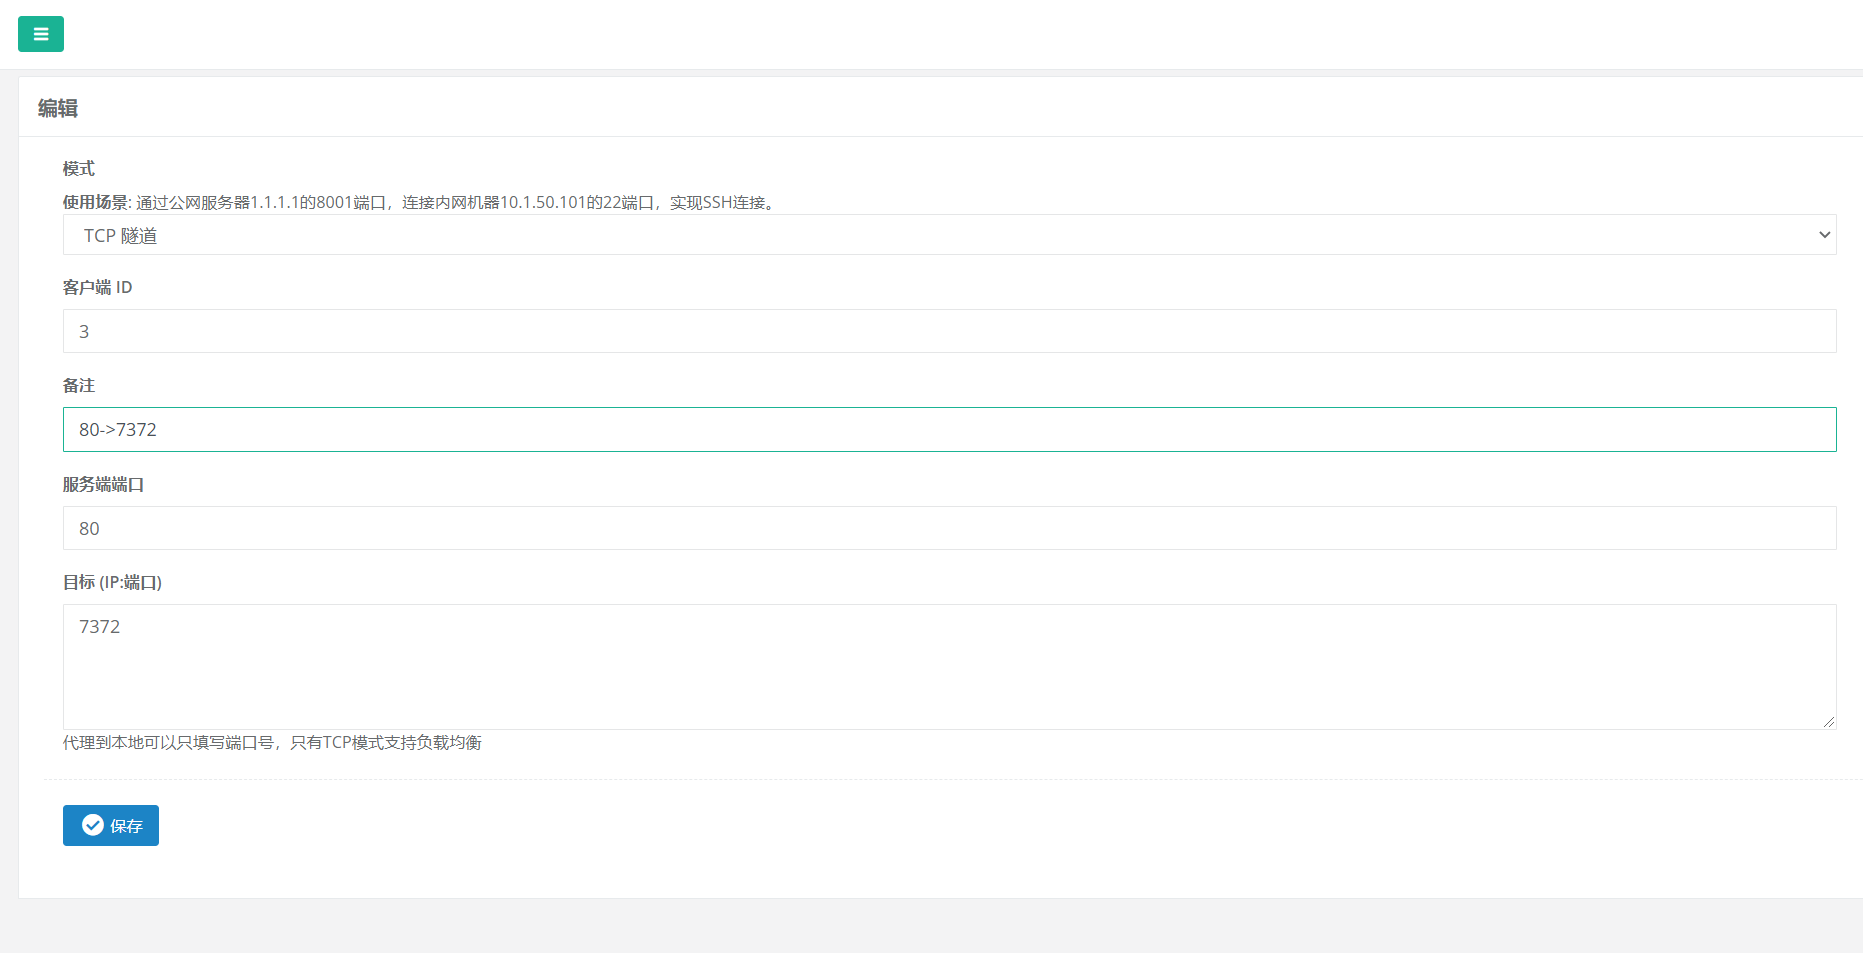 编辑
模式
使用场景: 通过公网服务器1.1.1.1的8001端口，连接内网机器10.1.50.101的22端口，实现SSH连接。
TCP 隧道
客户端 ID
3
备注
80->7372
服务端端口
80
目标 (IP:端口)
7372
代理到本地可以只填写端口号，只有TCP模式支持负载均衡
保存